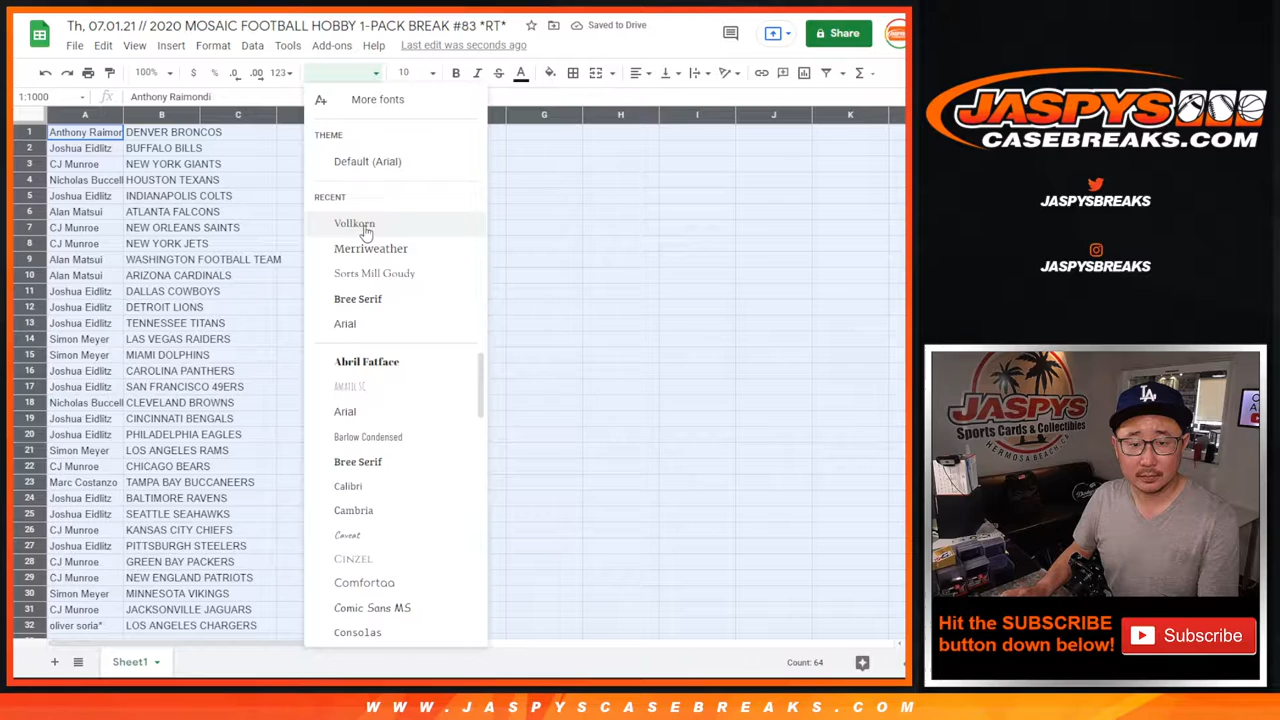 Th, 07.01.21 // 2020 MOSAIC FOOTBALL HOBBY 1-PACK BREAK #83 *RT*
Saved to Drive
File Edit View Insert Format Data Tools Add-ons Help Last edit was seconds ago
Share
100% $ % .0 .00 123 10 B I S A
1:1000 fx Anthony Raimondi
A B C G H I J K
1 Anthony Raimor DENVER BRONCOS
2 Joshua Eidlitz BUFFALO BILLS
3 CJ Munroe NEW YORK GIANTS
4 Nicholas Buccell HOUSTON TEXANS
5 Joshua Eidlitz INDIANAPOLIS COLTS
6 Alan Matsui ATLANTA FALCONS
7 CJ Munroe NEW ORLEANS SAINTS
8 CJ Munroe NEW YORK JETS
9 Alan Matsui WASHINGTON FOOTBALL TEAM
10 Alan Matsui ARIZONA CARDINALS
11 Joshua Eidlitz DALLAS COWBOYS
12 Joshua Eidlitz DETROIT LIONS
13 Joshua Eidlitz TENNESSEE TITANS
14 Simon Meyer LAS VEGAS RAIDERS
15 Simon Meyer MIAMI DOLPHINS
16 Joshua Eidlitz CAROLINA PANTHERS
17 Joshua Eidlitz SAN FRANCISCO 49ERS
18 Nicholas Buccell CLEVELAND BROWNS
19 Joshua Eidlitz CINCINNATI BENGALS
20 Joshua Eidlitz PHILADELPHIA EAGLES
21 Simon Meyer LOS ANGELES RAMS
22 CJ Munroe CHICAGO BEARS
23 Marc Costanzo TAMPA BAY BUCCANEERS
24 Joshua Eidlitz BALTIMORE RAVENS
25 Joshua Eidlitz SEATTLE SEAHAWKS
26 CJ Munroe KANSAS CITY CHIEFS
27 Joshua Eidlitz PITTSBURGH STEELERS
28 CJ Munroe GREEN BAY PACKERS
29 CJ Munroe NEW ENGLAND PATRIOTS
30 Simon Meyer MINNESOTA VIKINGS
31 CJ Munroe JACKSONVILLE JAGUARS
32 oliver soria* LOS ANGELES CHARGERS
More fonts
THEME
Default (Arial)
RECENT
Vollkorn
Merriweather
Sorts Mill Goudy
Bree Serif
Arial
Abril Fatface
AMATIC SC
Arial
Barlow Condensed
Bree Serif
Calibri
Cambria
Caveat
CINZEL
Comfortaa
Comic Sans MS
Consolas
Sheet1
Count: 64
JASPYS
CASEBREAKS.COM
JASPYSBREAKS
JASPYSBREAKS
JASPYS
Sports Cards & Collectibles
HERMOSA BEACH, CA
LA
Hit the SUBSCRIBE
button down below!
Subscribe
WWW.JASPYSCASEBREAKS.COM